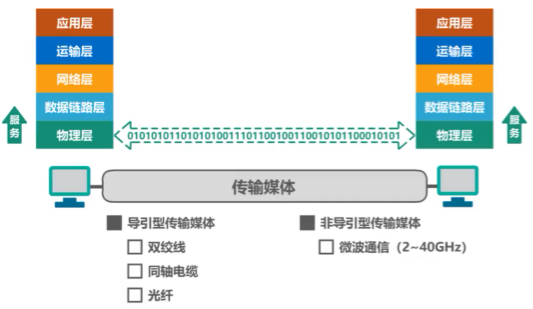 应用层
运输层
网络层
数据链路层
物理层
服务
应用层
运输层
网络层
数据链路层
物理层
服务
传输媒体
导引型传输媒体
双绞线
同轴电缆
光纤
非导引型传输媒体
微波通信（2~40GHz）